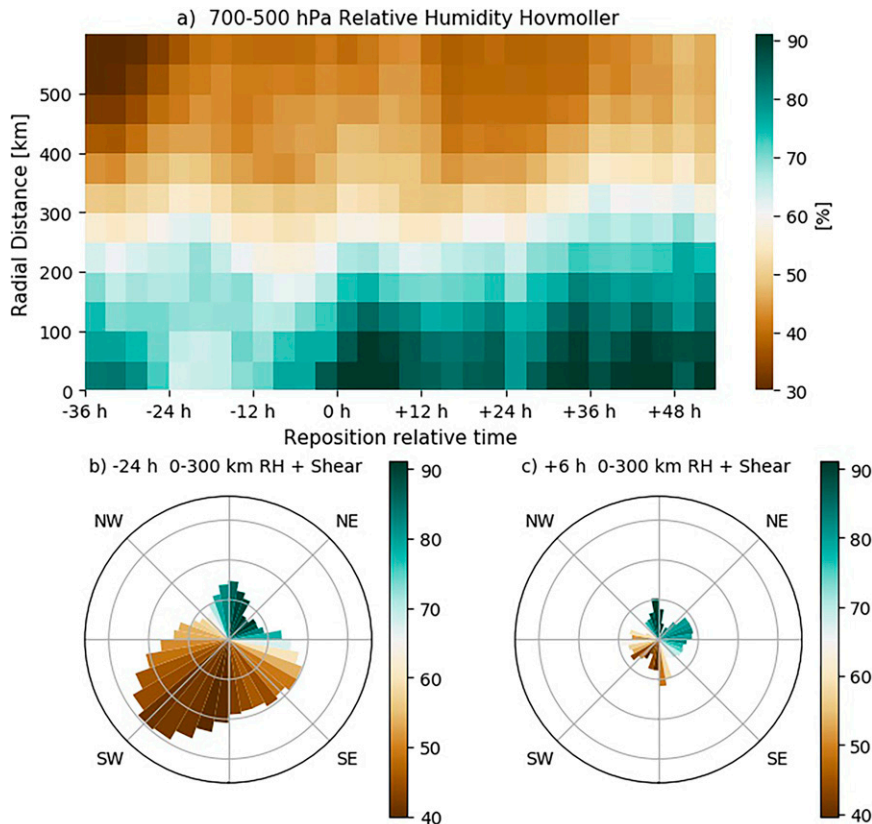 a)  700-500 hPa Relative Humidity Hovmoller
Radial Distance [km]
500
400
300
200
100
0
-36 h
-24 h
-12 h
0 h
+12 h
+24 h
+36 h
+48 h
Reposition relative time
90
80
70
60
50
40
30
[%]
b) -24 h  0-300 km RH + Shear
NW
NE
SW
SE
90
80
70
60
50
40
c) +6 h  0-300 km RH + Shear
NW
NE
SW
SE
90
80
70
60
50
40